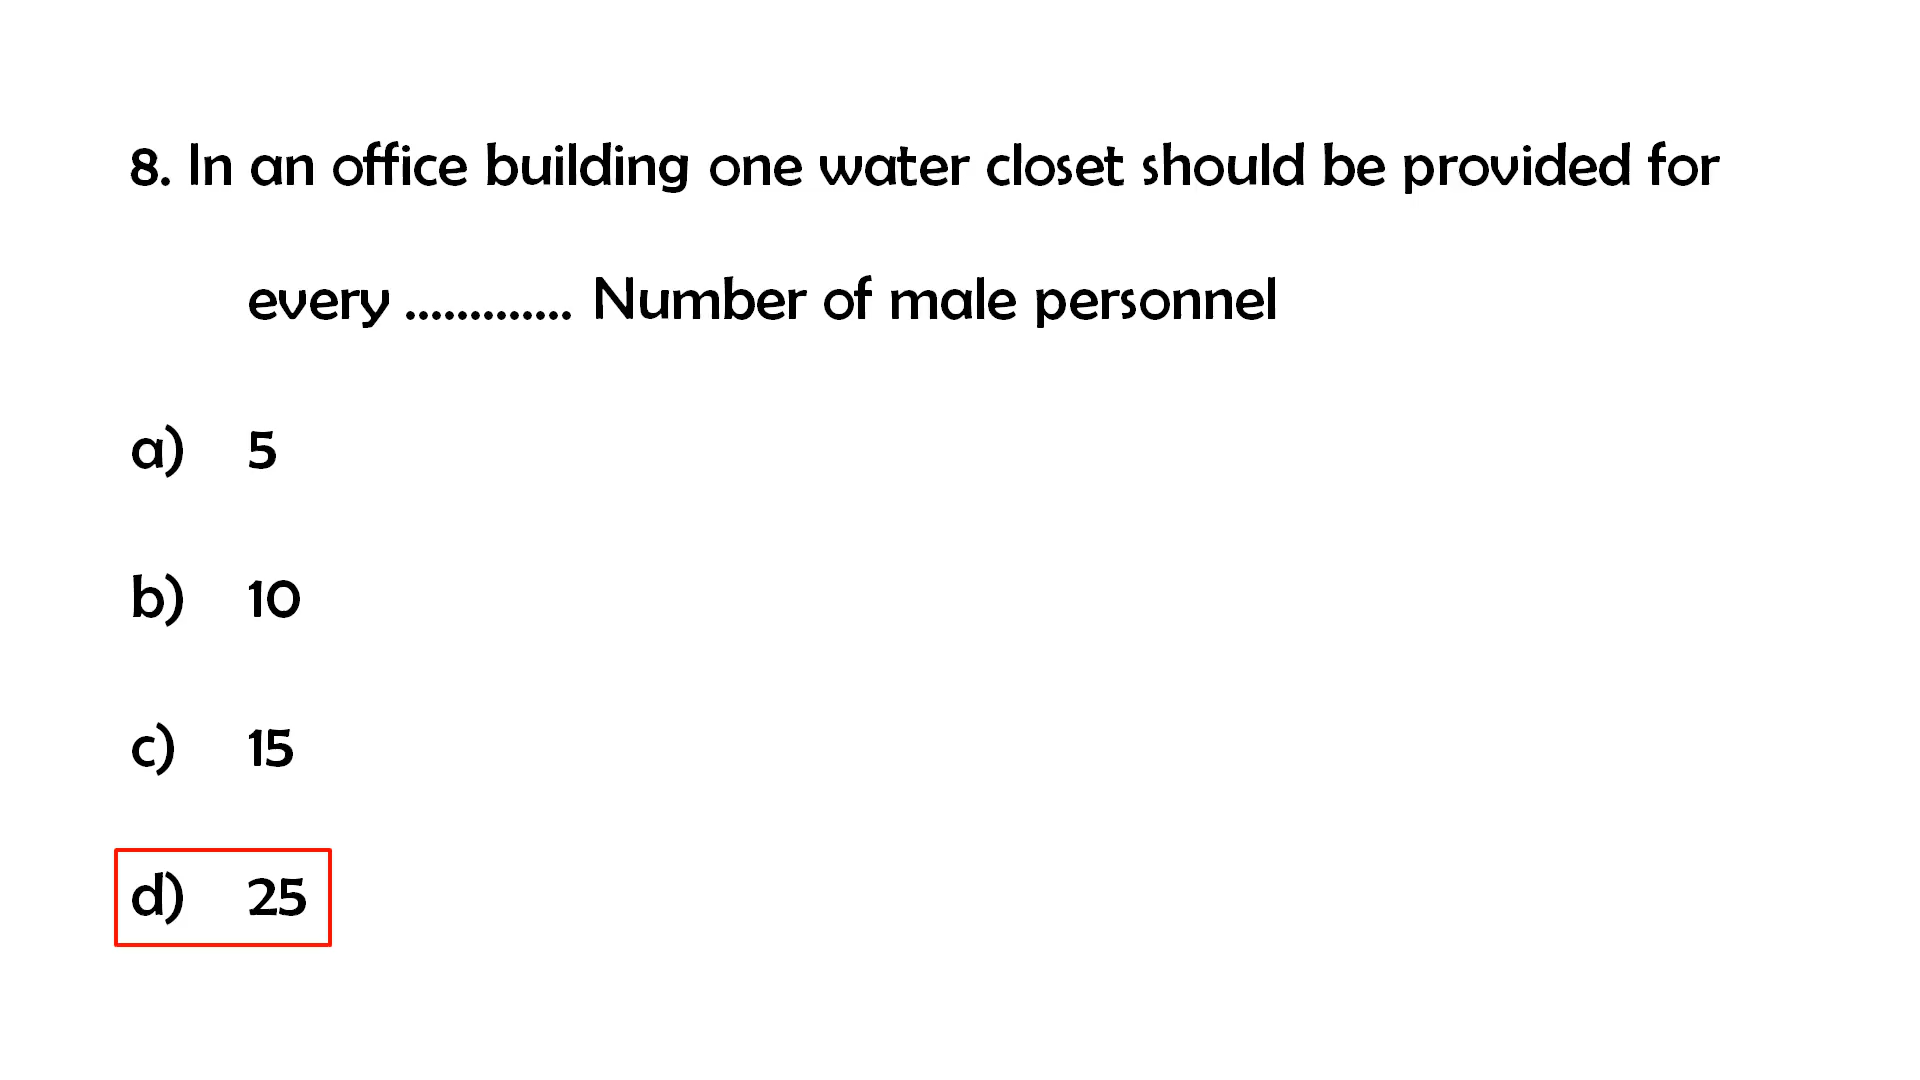 8. In an office building one water closet should be provided for
every ............. Number of male personnel
a) 5
b) 10
c) 15
d) 25